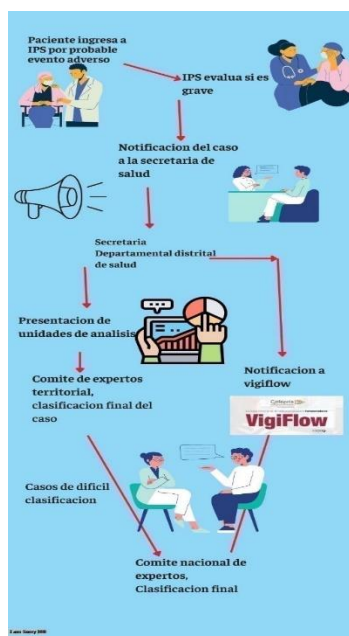 Paciente ingresa a
IPS por probable
evento adverso
IPS evalua si es
grave
Notificacion del caso
a la secretaria de
salud
Secretaria
Departamental distrital
de salud
Presentacion de
unidades de analisis
Notificacion a
vigiflow
Comite de expertos
territorial,
clasificacion final del
caso
VigiFlow
Casos de dificil
clasificacion
Comite nacional de
expertos,
Clasificacion final